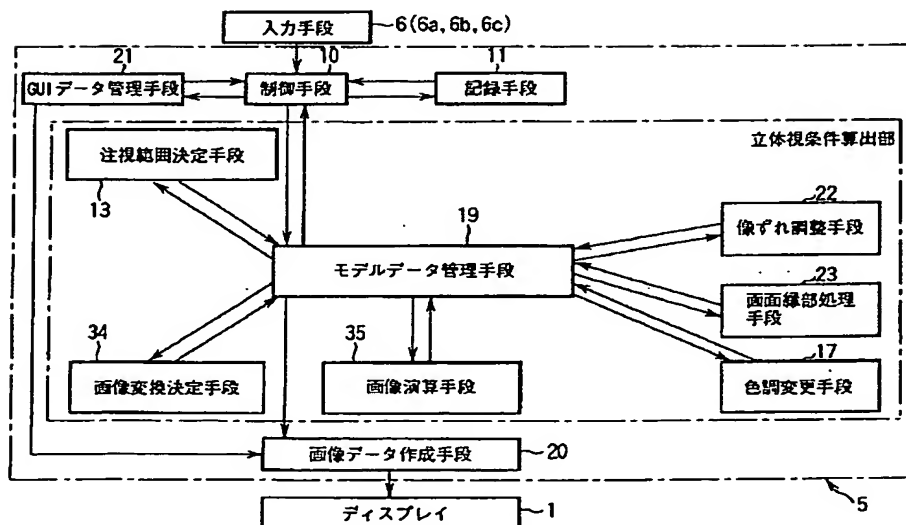 入力手段
6(6a, 6b, 6c)
21
10
11
GUIデータ管理手段
制御手段
記録手段
立体視条件算出部
注視範囲決定手段
13
22
像ずれ調整手段
19
モデルデータ管理手段
23
画面縁部処理
手段
34
画像変換決定手段
35
画像演算手段
17
色調変更手段
画像データ作成手段
20
5
ディスプレイ
1